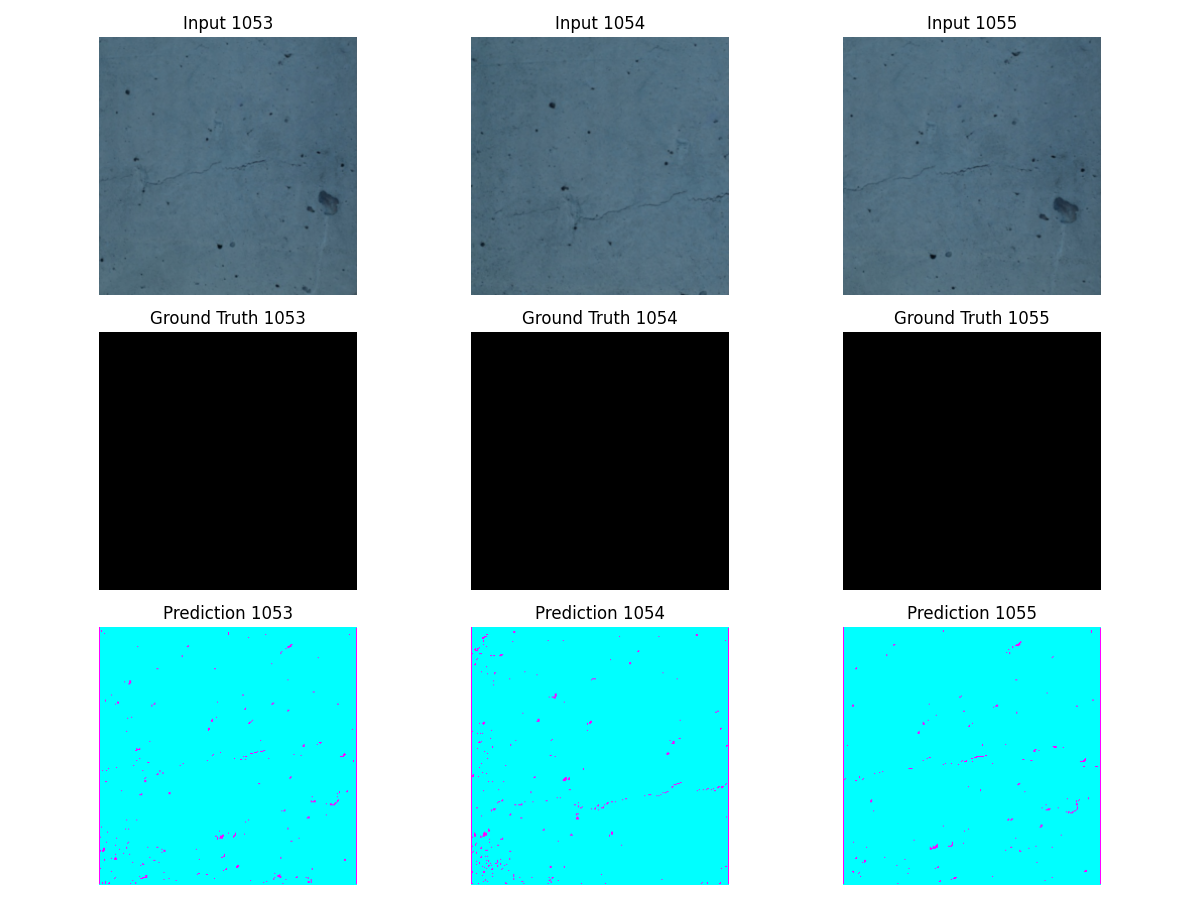 Input 1053
Input 1054
Input 1055
Ground Truth 1053
Ground Truth 1054
Ground Truth 1055
Prediction 1053
Prediction 1054
Prediction 1055